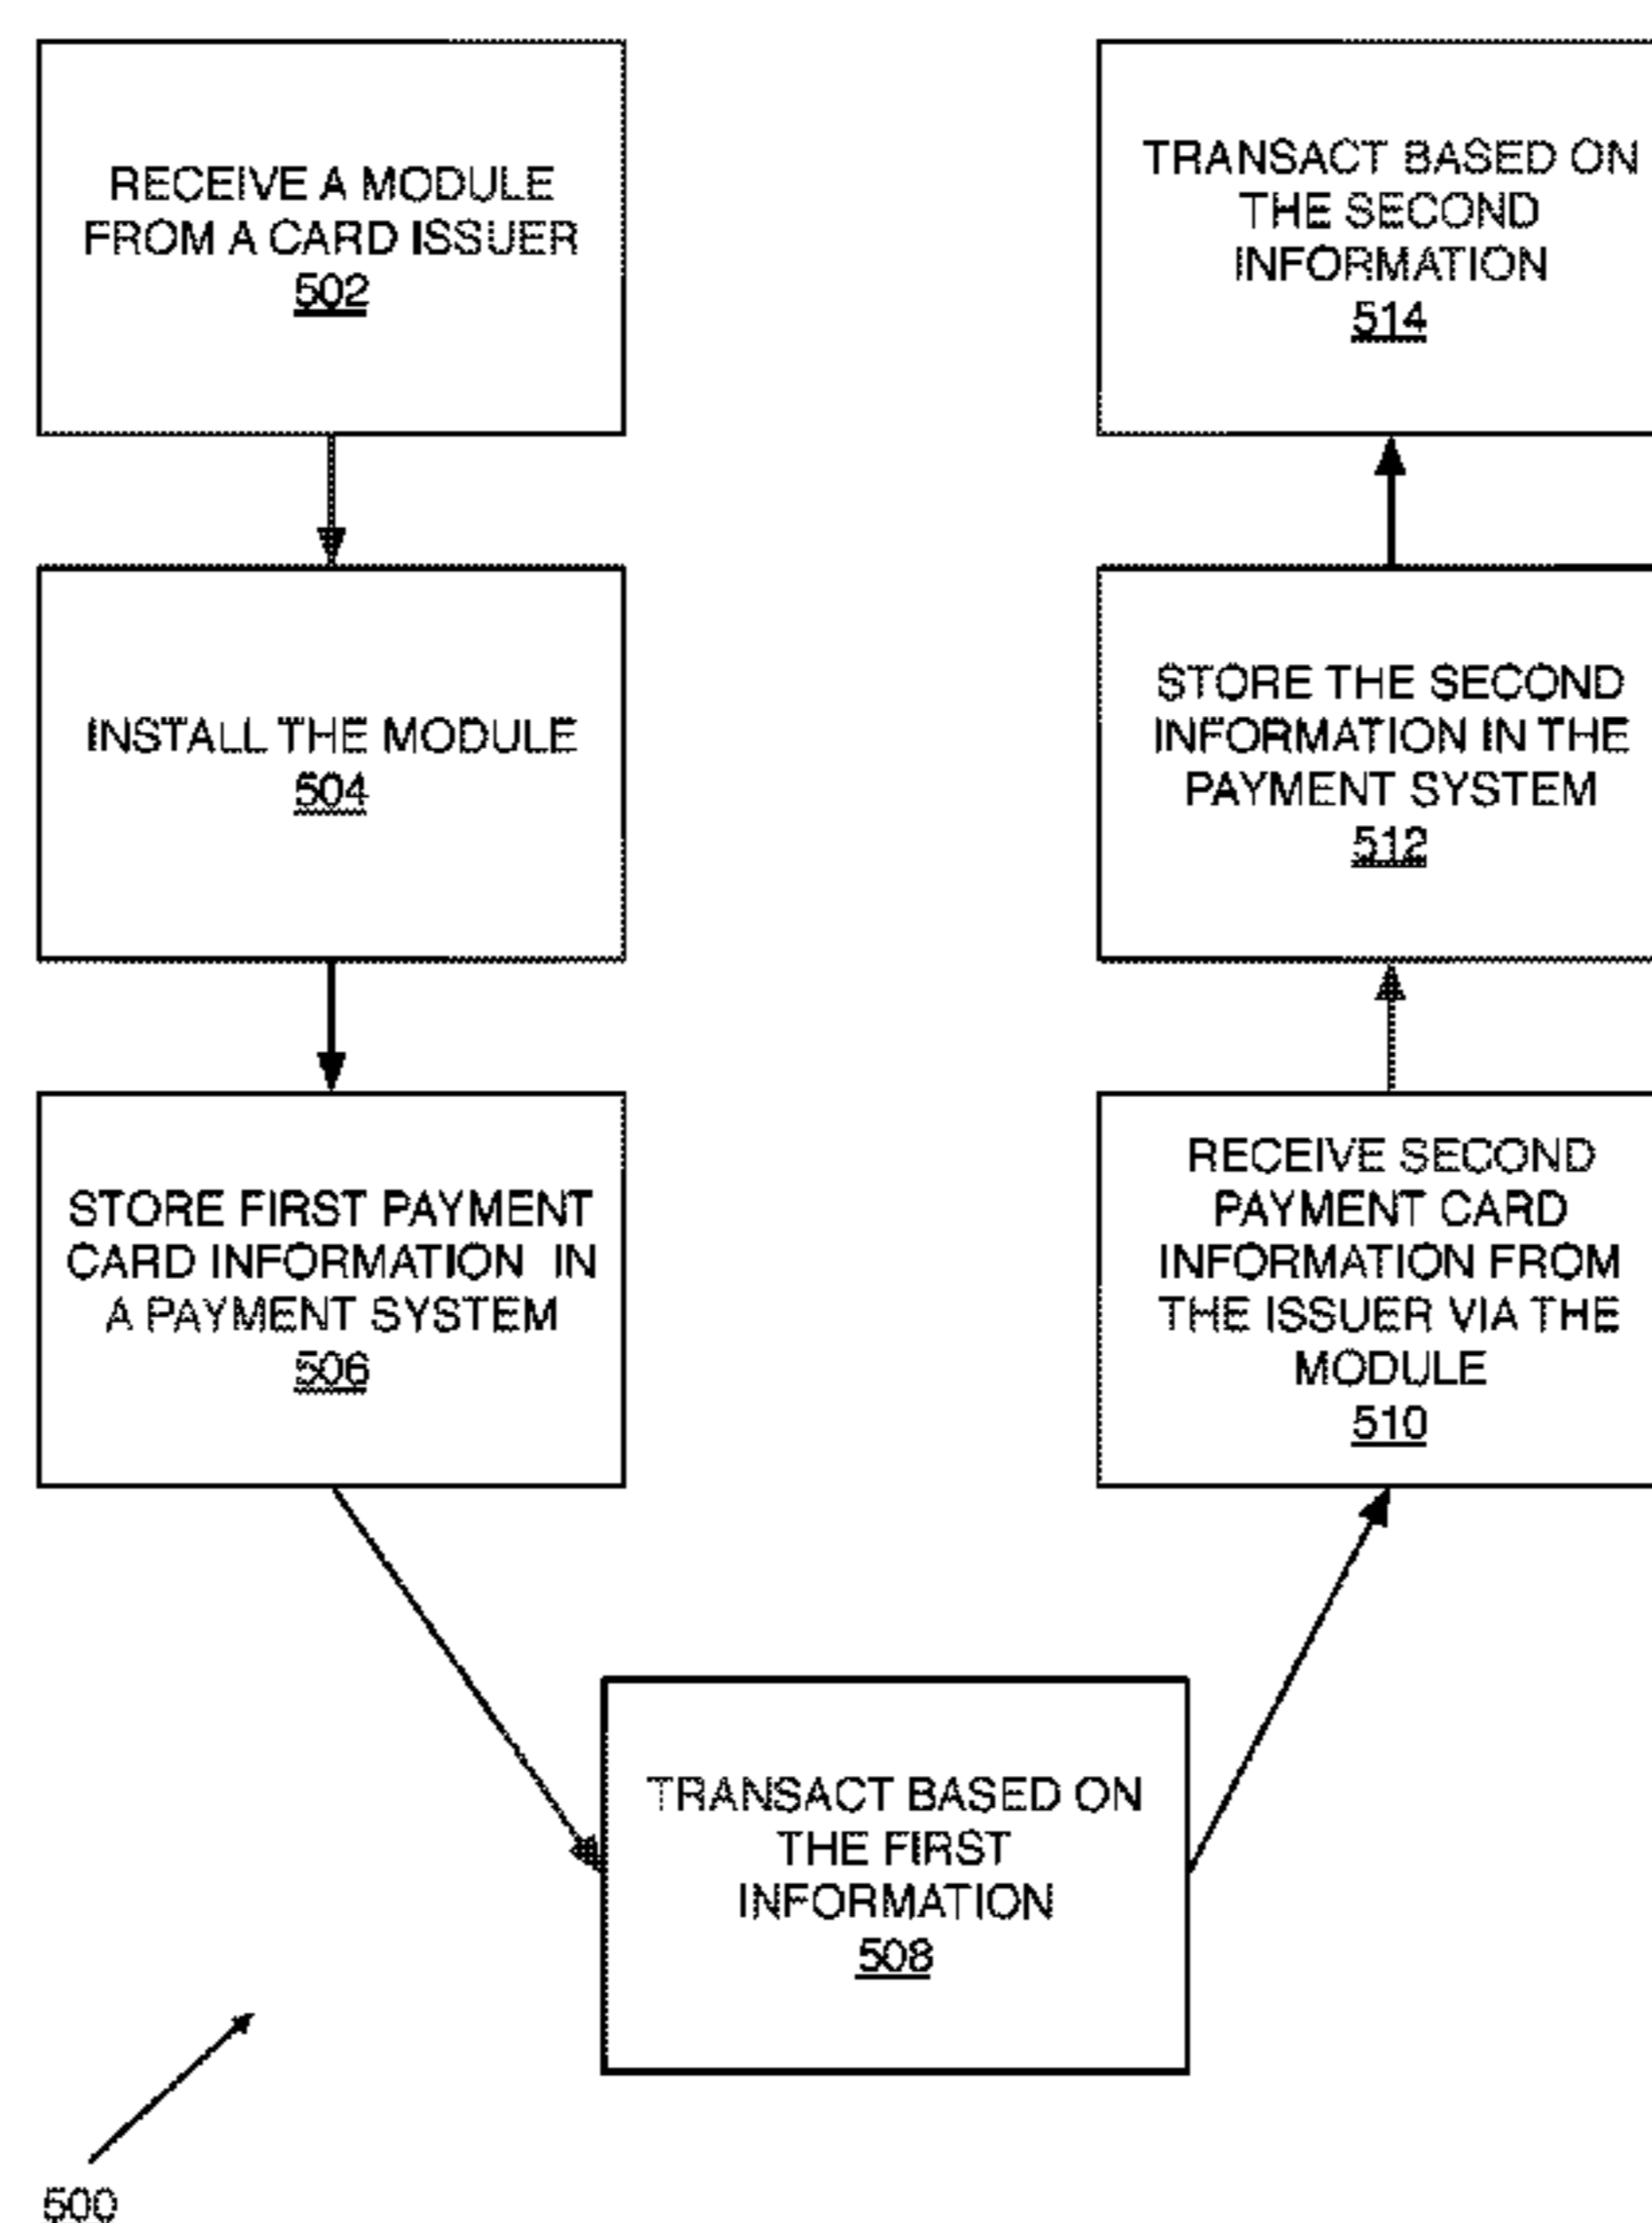 RECEIVE A MODULE
FROM A CARD ISSUER
502
INSTALL THE MODULE
504
STORE FIRST PAYMENT
CARD INFORMATION IN
A PAYMENT SYSTEM
506
TRANSACT BASED ON
THE FIRST
INFORMATION
508
RECEIVE SECOND
PAYMENT CARD
INFORMATION FROM
THE ISSUER VIA THE
MODULE
510
STORE THE SECOND
INFORMATION IN THE
PAYMENT SYSTEM
512
TRANSACT BASED ON
THE SECOND
INFORMATION
514
500